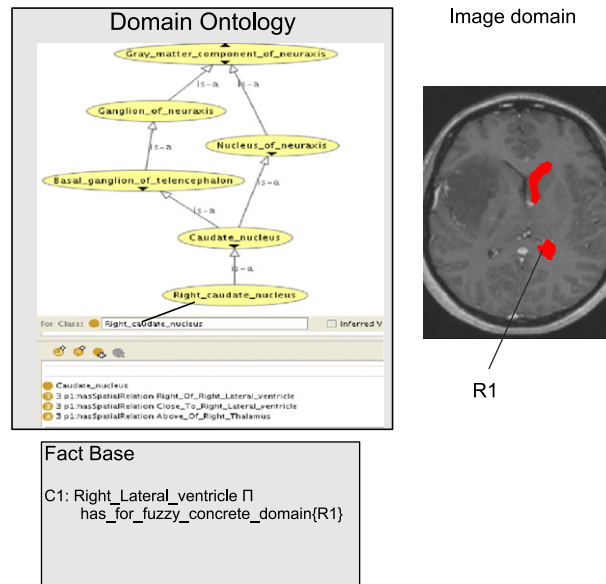 Domain Ontology
Image domain
Gray_matter_component_of_neuraxis
is-a
is-a
Ganglion_of_neuraxis
Nucleus_of_neuraxis
is-a
Basal_ganglion_of_telencephalon
is-a
is-a
Caudate_nucleus
is-a
Right_caudate_nucleus
For Class: Right_caudate_nucleus Inferred V
R1
Caudate_nucleus
∃ p1:hasSpatialRelation Right_Of_Right_Lateral_ventricle
∃ p1:hasSpatialRelation Close_To_Right_Lateral_ventricle
∃ p1:hasSpatialRelation Above_Of_Right_Thalamus
Fact Base
C1: Right_Lateral_ventricle Π
has_for_fuzzy_concrete_domain{R1}